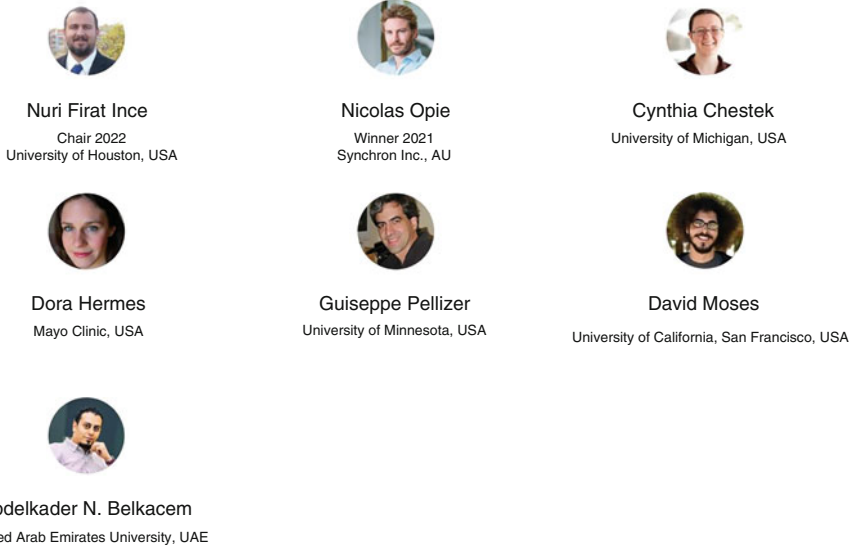 Nuri Firat Ince
Nicolas Opie
Cynthia Chestek
Chair 2022
University of Houston, USA
Winner 2021
Synchron Inc., AU
University of Michigan, USA
Dora Hermes
Guiseppe Pellizer
David Moses
Mayo Clinic, USA
University of Minnesota, USA
University of California, San Francisco, USA
odelkader N. Belkacem
ed Arab Emirates University, UAE